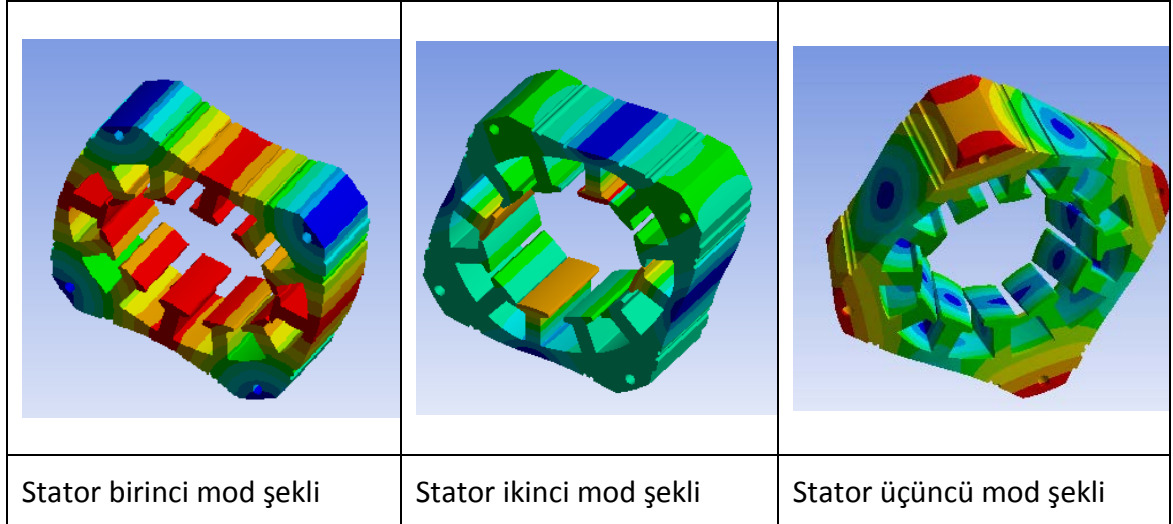 Stator birinci mod şekli
Stator ikinci mod şekli
Stator üçüncü mod şekli